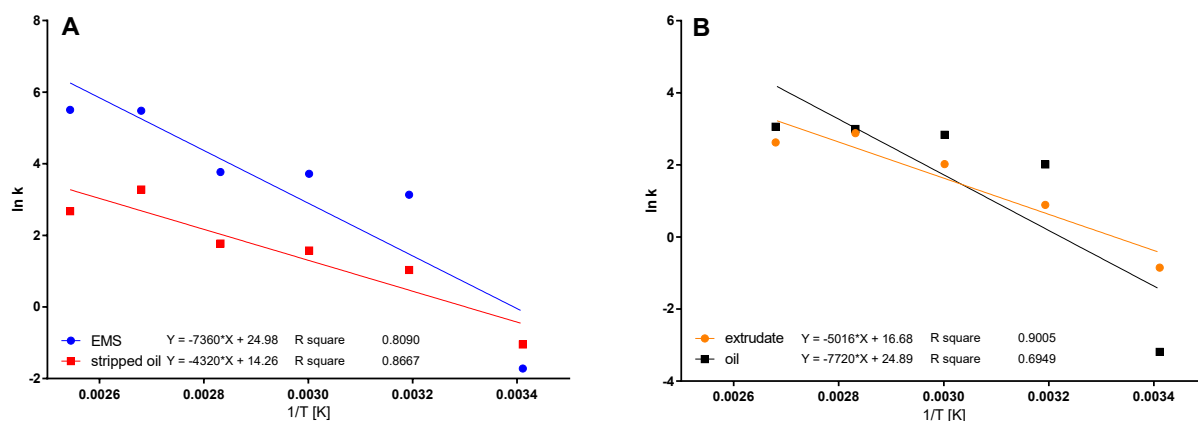 A
ln k
8
6
4
2
0
-2
EMS Y = -7360*X + 24.98 R square 0.8090
stripped oil Y = -4320*X + 14.26 R square 0.8667
0.0026 0.0028 0.0030 0.0032 0.0034
1/T [K]
B
ln k
6
4
2
0
-2
-4
extrudate Y = -5016*X + 16.68 R square 0.9005
oil Y = -7720*X + 24.89 R square 0.6949
0.0026 0.0028 0.0030 0.0032 0.0034
1/T [K]